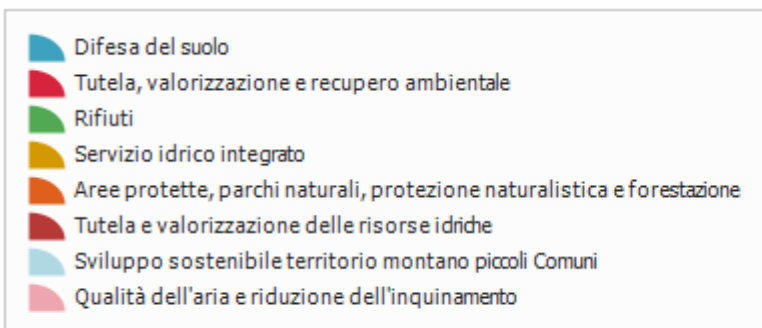 Difesa del suolo
Tutela, valorizzazione e recupero ambientale
Rifiuti
Servizio idrico integrato
Aree protette, parchi naturali, protezione naturalistica e forestazione
Tutela e valorizzazione delle risorse idriche
Sviluppo sostenibile territorio montano piccoli Comuni
Qualità dell'aria e riduzione dell'inquinamento